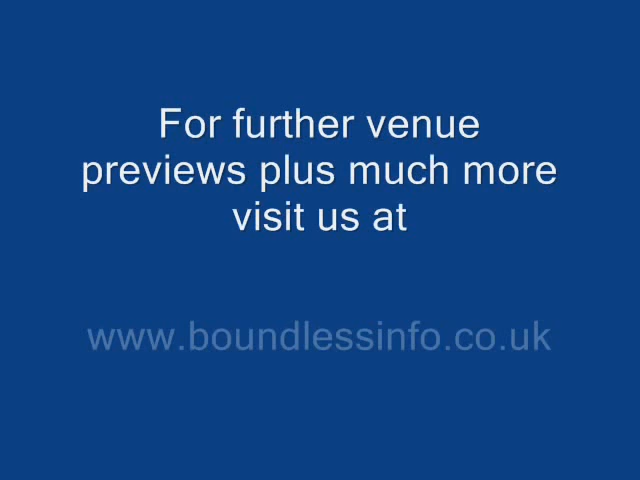 For further venue
previews plus much more
visit us at
www.boundlessinfo.co.uk